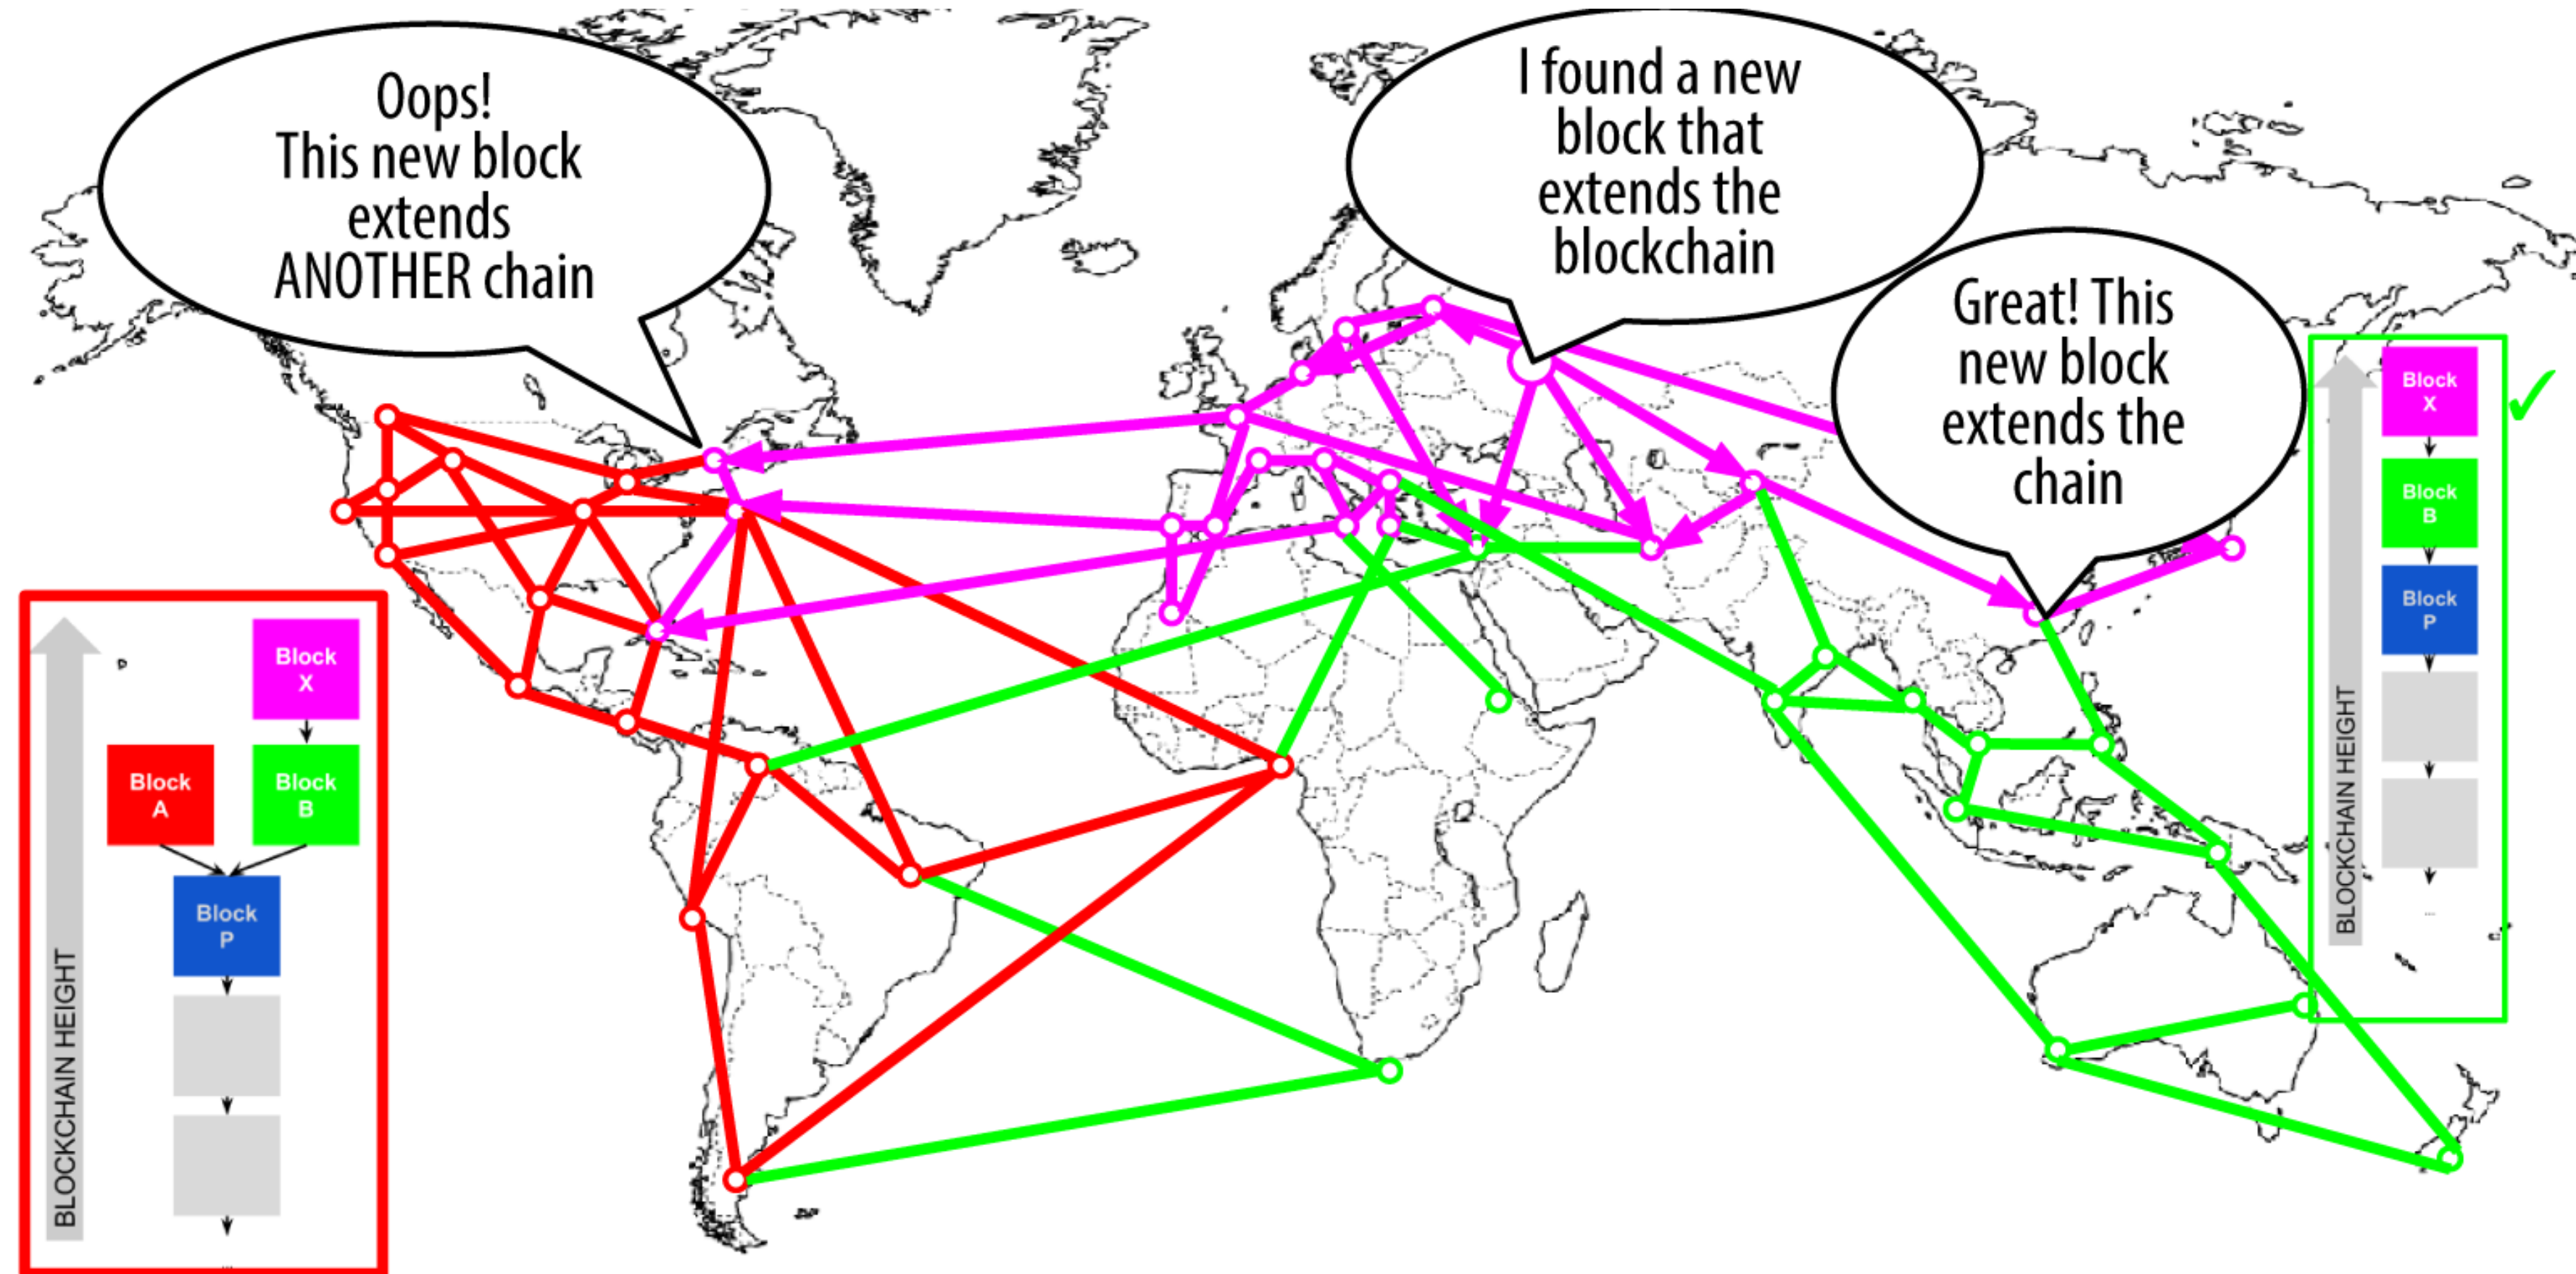 Oops!
This new block
extends
ANOTHER chain
I found a new
block that
extends the
blockchain
Great! This
new block
extends the
chain
BLOCKCHAIN HEIGHT
Block
X
Block
A
Block
B
Block
P
...
BLOCKCHAIN HEIGHT
Block
X
Block
B
Block
P
...